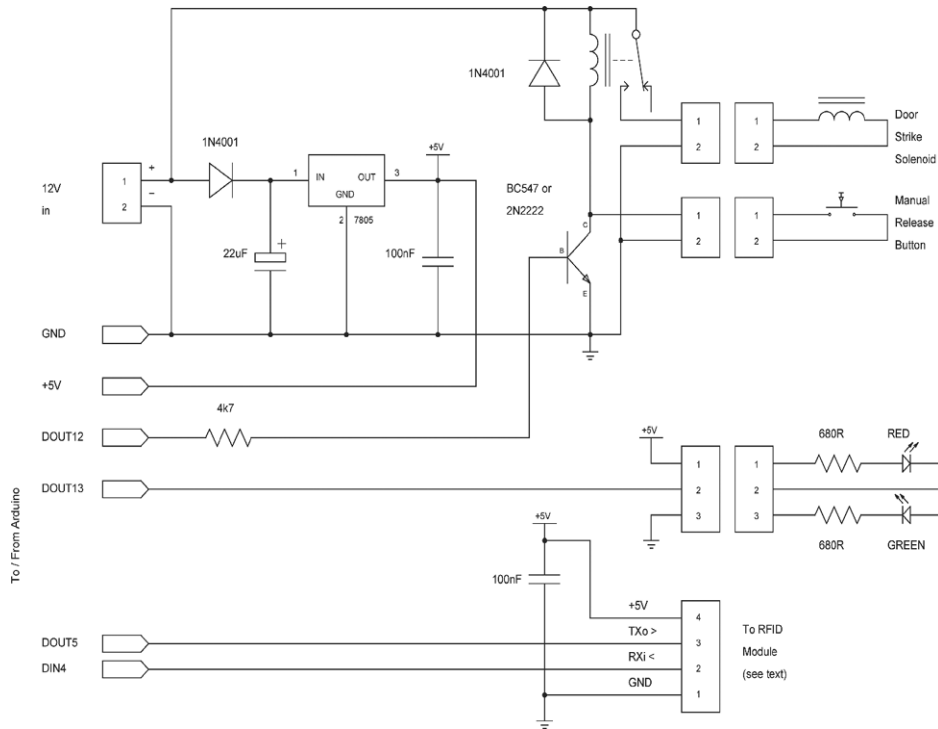 1N4001
1N4001
+5V
1
2
1
2
Door
Strike
Solenoid
12V
in
1
2
+
−
1
IN
OUT
GND
3
2
7805
BC547 or
2N2222
22uF
+
100nF
C
B
E
1
2
1
2
Manual
Release
Button
GND
+5V
4k7
DOUT12
DOUT13
+5V
1
2
3
1
2
3
680R
RED
680R
GREEN
To / From Arduino
+5V
100nF
+5V
TXo >
RXi <
GND
4
3
2
1
To RFID
Module
(see text)
DOUT5
DIN4